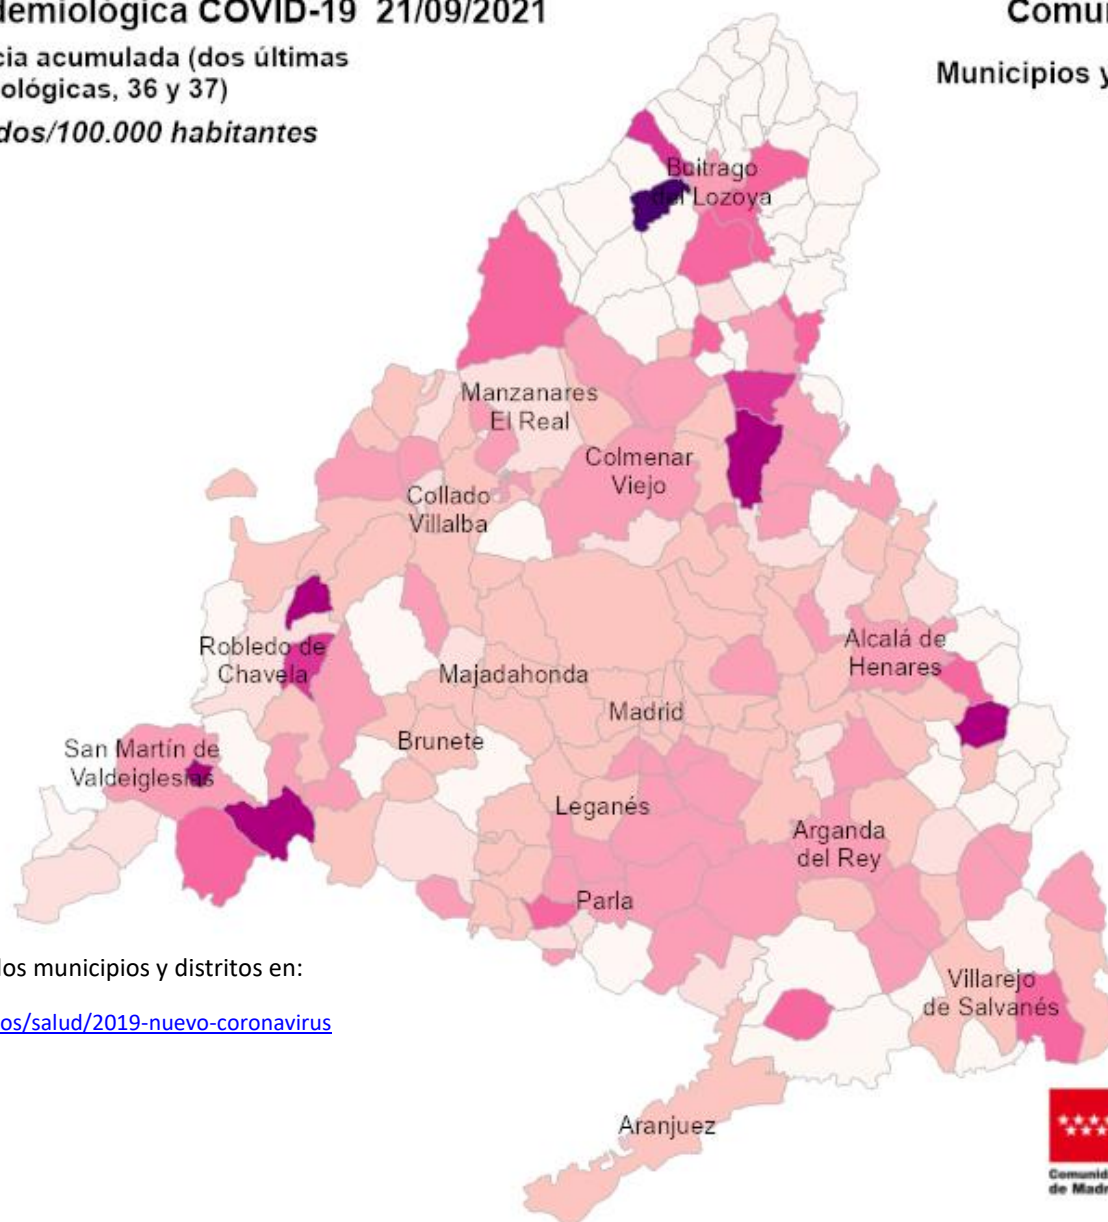 demiológica COVID-19 21/09/2021
Comu
cia acumulada (dos últimas
ológicas, 36 y 37)
Municipios y
dos/100.000 habitantes
Buitrago
del Lozoya
Manzanares
El Real
Colmenar
Viejo
Collado
Villalba
Alcalá de
Henares
Robledo de
Chavela
Majadahonda
Madrid
Brunete
San Martín de
Valdeiglesias
Leganés
Arganda
del Rey
Parla
los municipios y distritos en:
Villarejo
de Salvanés
os/salud/2019-nuevo-coronavirus
Aranjuez
Comunid
de Madr